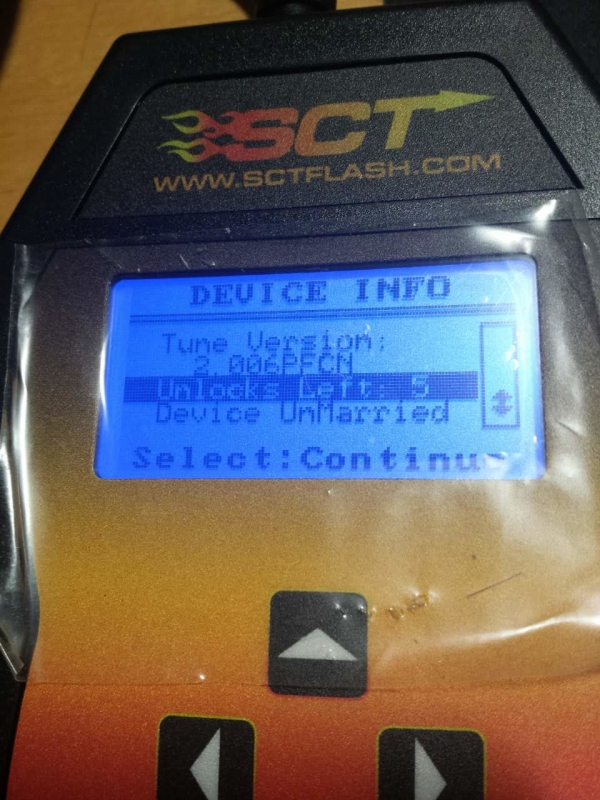 SCT
WWW.SCTFLASH.COM
DEVICE INFO
Tune Version:
2.006PFCN
Unlocks Left: 5
Device UnMarried
Select:Continue